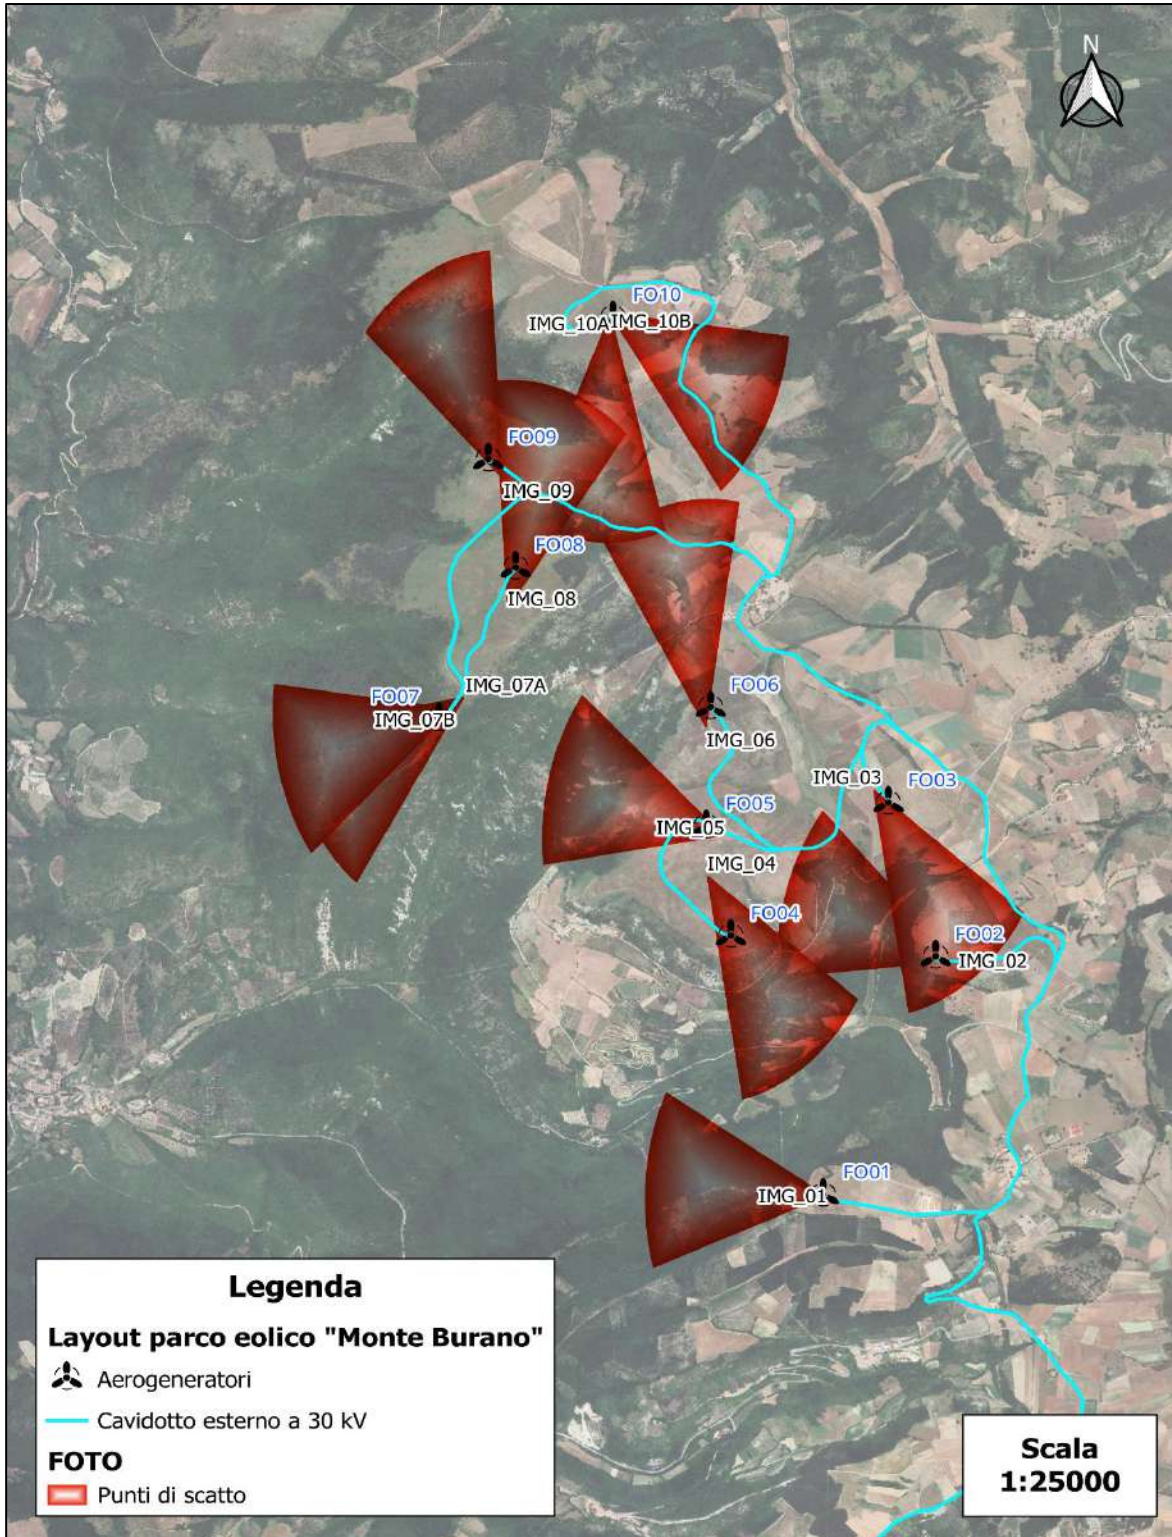 N
FO10
IMG_10A
IMG_10B
FO09
IMG_09
FO08
IMG_08
IMG_07A
FO07
IMG_07B
FO06
IMG_06
IMG_03
FO03
FO05
IMG_05
IMG_04
FO04
FO02
IMG_02
FO01
IMG_01
Legenda
Layout parco eolico "Monte Burano"
Aerogeneratori
Cavidotto esterno a 30 kV
FOTO
Punti di scatto
Scala
1:25000